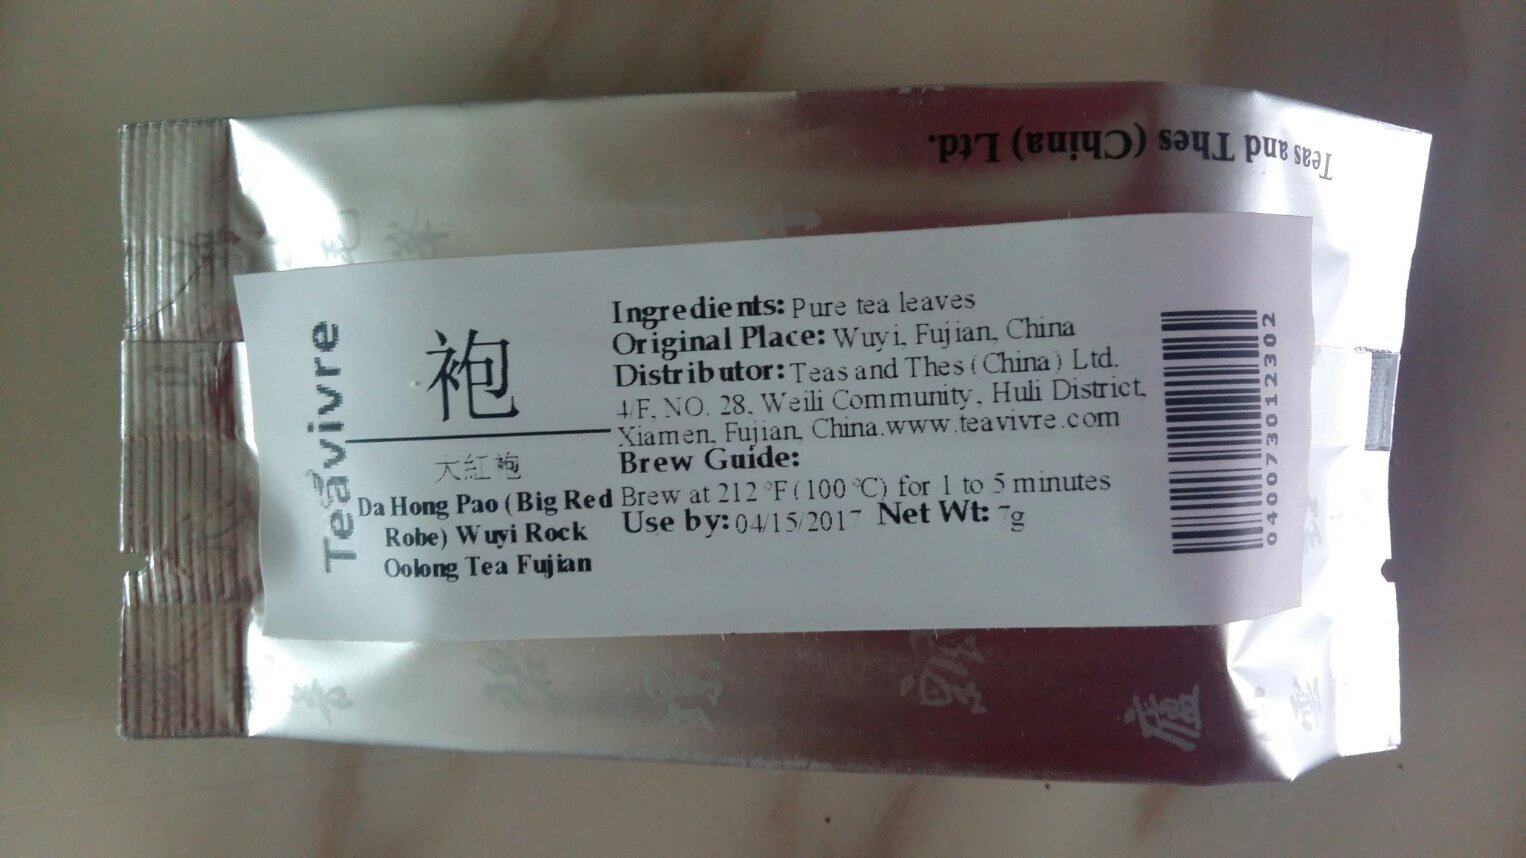 Teas and Thes (China) Ltd.
Teavivre
袍
大紅袍
Da Hong Pao (Big Red
Robe) Wuyi Rock
Oolong Tea Fujian
Ingredients: Pure tea leaves
Original Place: Wuyi, Fujian, China
Distributor: Teas and Thes (China) Ltd.
4/F, NO. 28, Weili Community, Huli District,
Xiamen, Fujian, China.www.teavivre.com
Brew Guide:
Brew at 212 °F (100 °C) for 1 to 5 minutes
Use by: 04/15/2017 Net Wt: 7g
040073012302